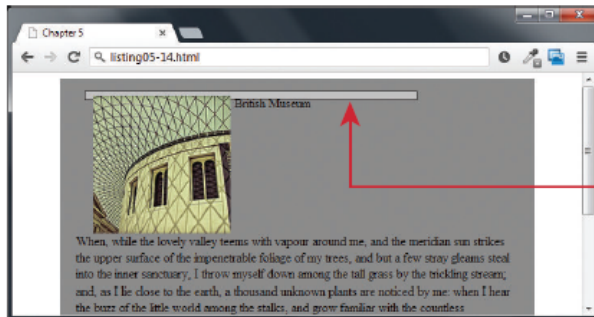 Chapter 5
listing05-14.html
British Museum
When, while the lovely valley teems with vapour around me, and the meridian sun strikes
the upper surface of the impenetrable foliage of my trees, and but a few stray gleams steal
into the inner sanctuary, I throw myself down among the tall grass by the trickling stream;
and, as I lie close to the earth, a thousand unknown plants are noticed by me: when I hear
the buzz of the little world among the stalks, and grow familiar with the countless